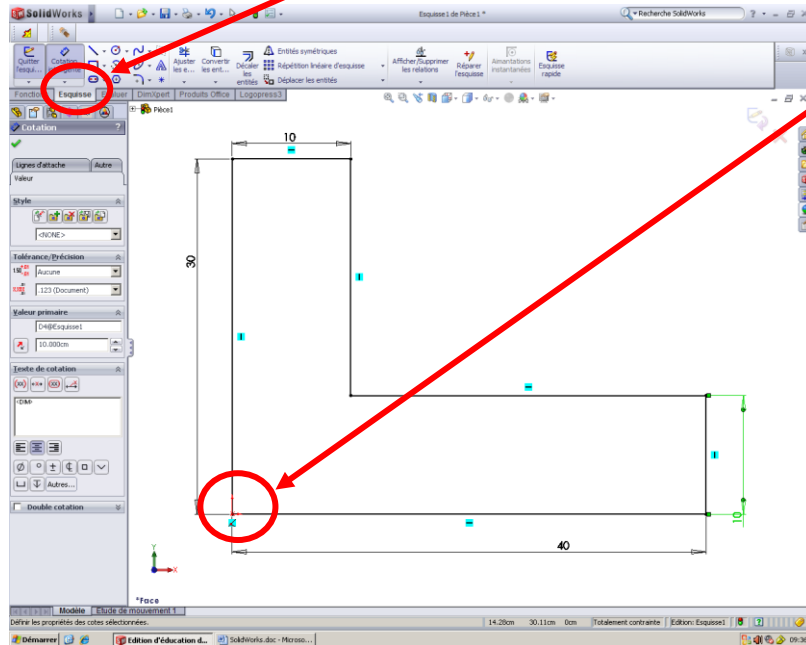 SolidWorks
Esquisse1 de Pièce1 *
Recherche SolidWorks
Quitter l'esqui...
Cotation
Ajuster les e...
Convertir les ent...
Décaler les entités
Entités symétriques
Répétition linéaire d'esquisse
Déplacer les entités
Afficher/Supprimer les relations
Réparer l'esquisse
Aimantations instantanées
Esquisse rapide
Esquisse
DimXpert
Produits Office
Logopress3
Pièce1
Cotation
?
Lignes d'attache
Autre
Valeur
Style
<NONE>
Tolérance/Précision
Aucune
.123 (Document)
Valeur primaire
D4@Esquisse1
10.000cm
Texte de cotation
<DIM>
Autres...
Double cotation
10
30
40
10
Y
X
*Face
Modèle
Etude de mouvement 1
Définir les propriétés des cotes sélectionnées.
14.28cm
30.11cm
0cm
Totalement contrainte
Edition: Esquisse1
Démarrer
Edition d'éducation d...
SolidWorks.doc - Microso...
09:36